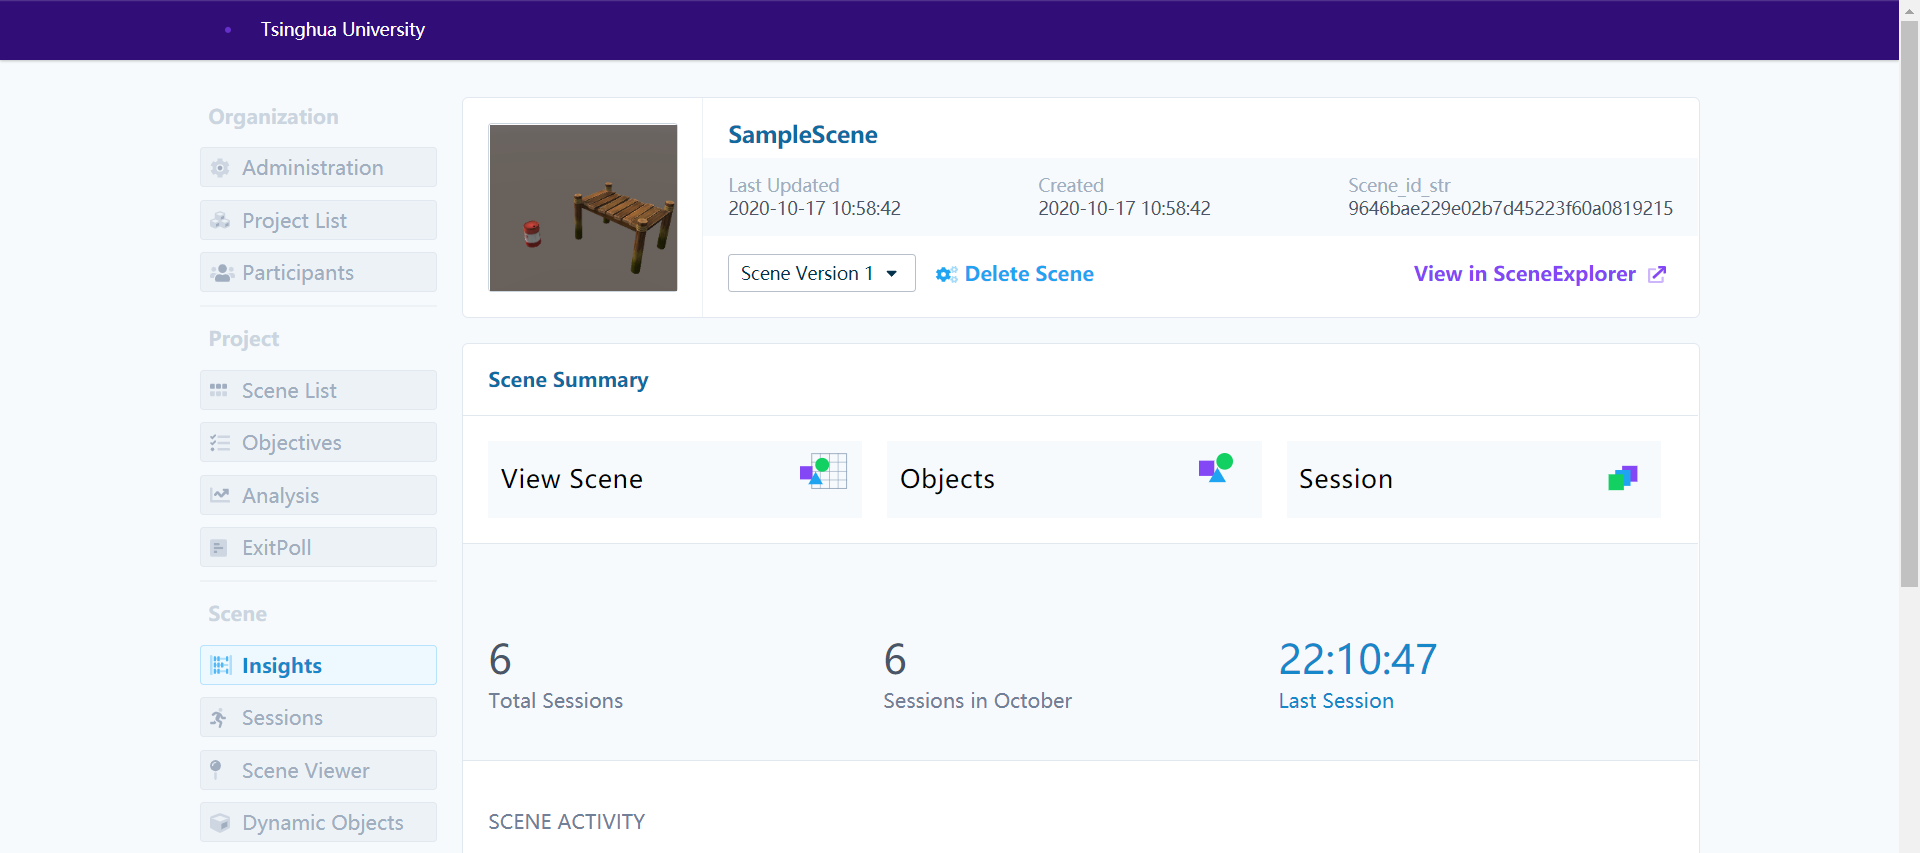 Tsinghua University
Organization
Administration
Project List
Participants
Project
Scene List
Objectives
Analysis
ExitPoll
Scene
Insights
Sessions
Scene Viewer
Dynamic Objects
SampleScene
Last Updated
2020-10-17 10:58:42
Created
2020-10-17 10:58:42
Scene_id_str
9646bae229e02b7d45223f60a0819215
Scene Version 1
Delete Scene
View in SceneExplorer
Scene Summary
View Scene
Objects
Session
6
Total Sessions
6
Sessions in October
22:10:47
Last Session
SCENE ACTIVITY